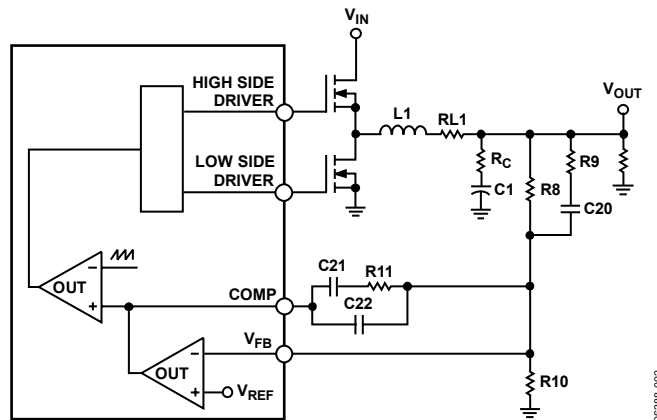 VIN
HIGH SIDE
DRIVER
VOUT
L1
RL1
LOW SIDE
DRIVER
RC
R9
C1
R8
C20
C21
R11
OUT
COMP
C22
VFB
OUT
VREF
R10